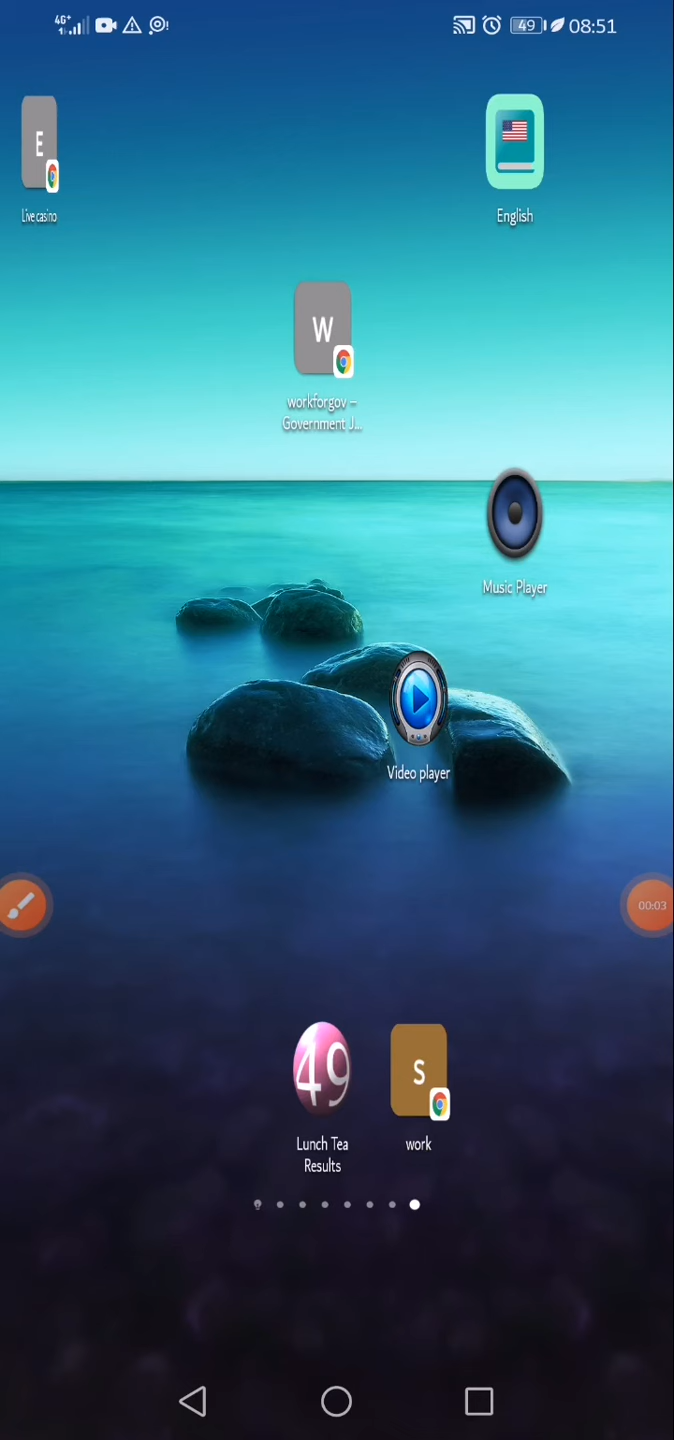 4G+
49
08:51
E
Live casino
English
W
workforgov –
Government J...
Music Player
Video player
00:03
49
S
Lunch Tea
Results
work